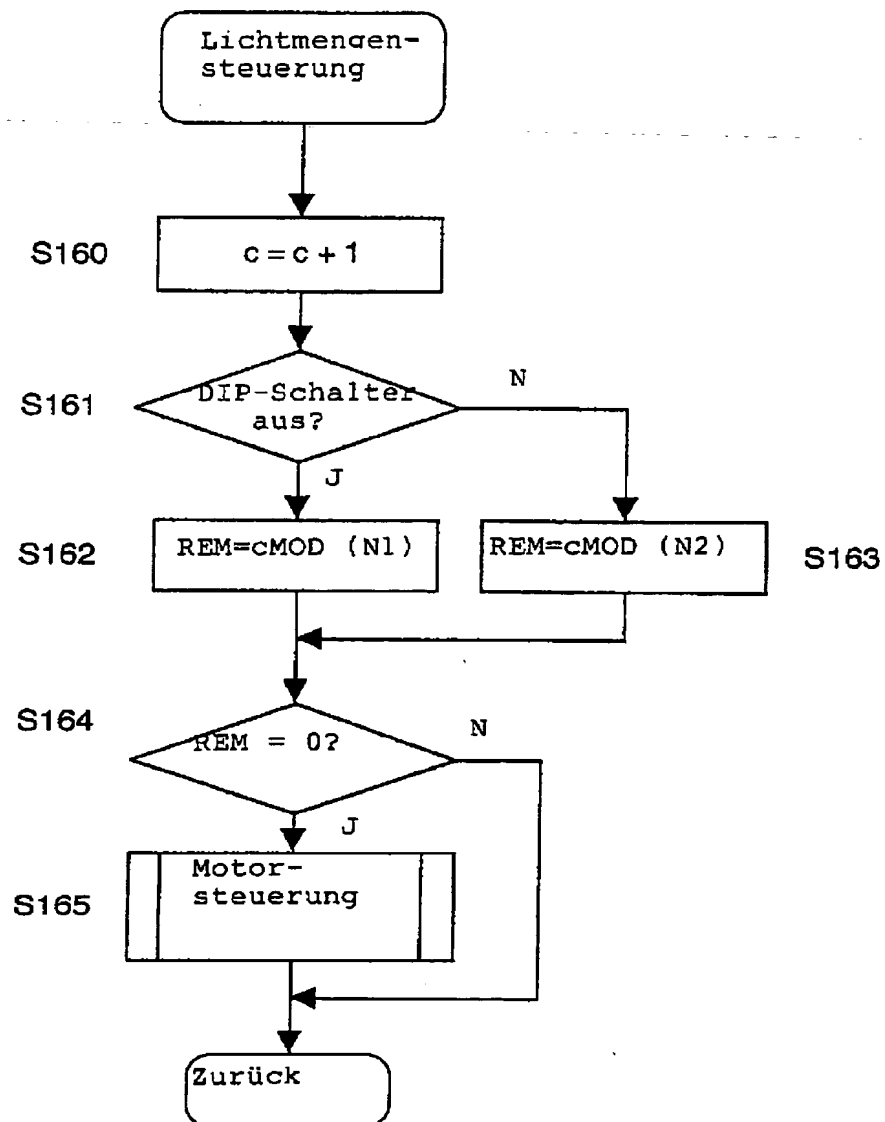 Lichtmengen-
steuerung
S160
c = c + 1
S161
DIP-Schalter
aus?
N
J
S162
REM=cMOD (N1)
REM=cMOD (N2)
S163
S164
REM = 0?
N
J
S165
Motor-
steuerung
Zurück